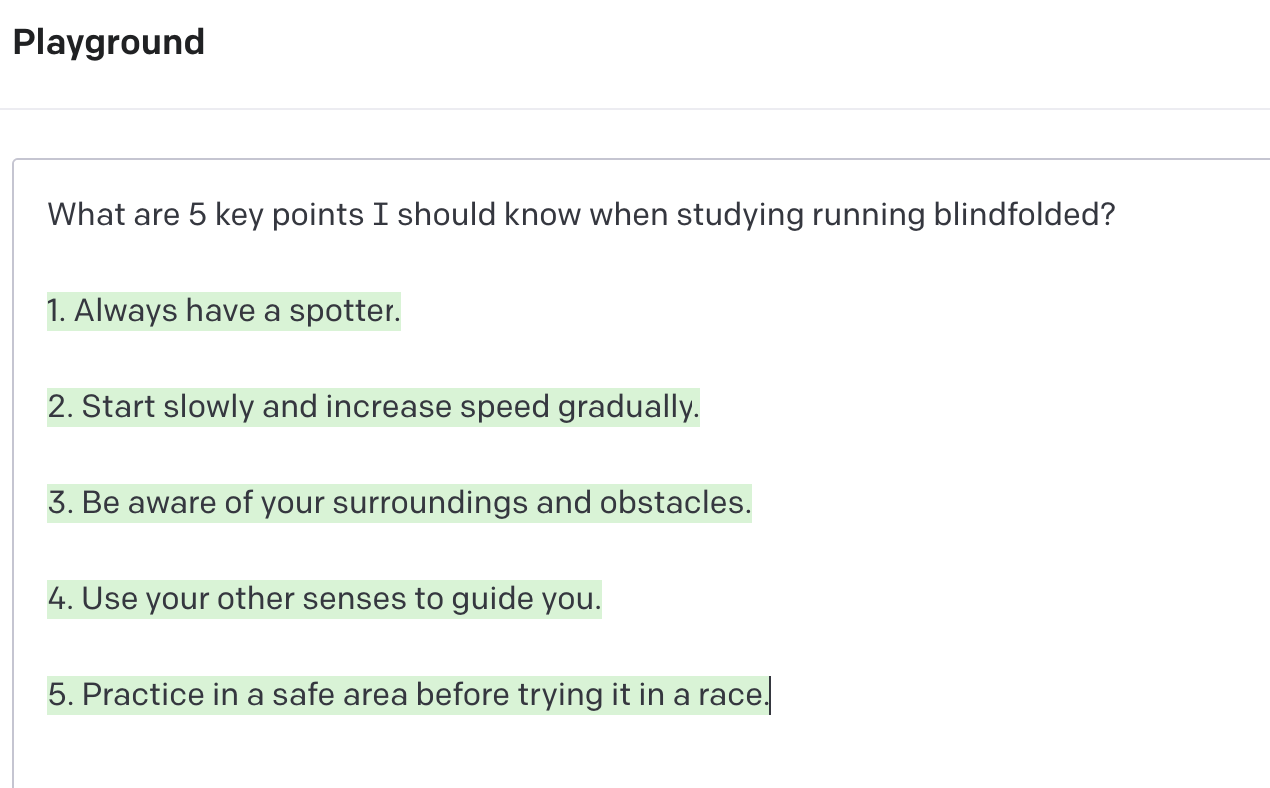 Playground
What are 5 key points I should know when studying running blindfolded?
1. Always have a spotter.
2. Start slowly and increase speed gradually.
3. Be aware of your surroundings and obstacles.
4. Use your other senses to guide you.
5. Practice in a safe area before trying it in a race.